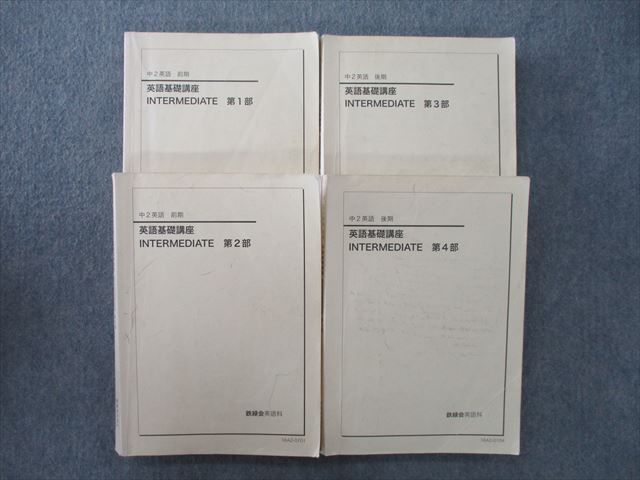 中2英語 前期
英語基礎講座
INTERMEDIATE 第1部
中2英語 後期
英語基礎講座
INTERMEDIATE 第3部
中2英語 前期
英語基礎講座
INTERMEDIATE 第2部
鉄緑会英語科
中2英語 後期
英語基礎講座
INTERMEDIATE 第4部
鉄緑会英語科